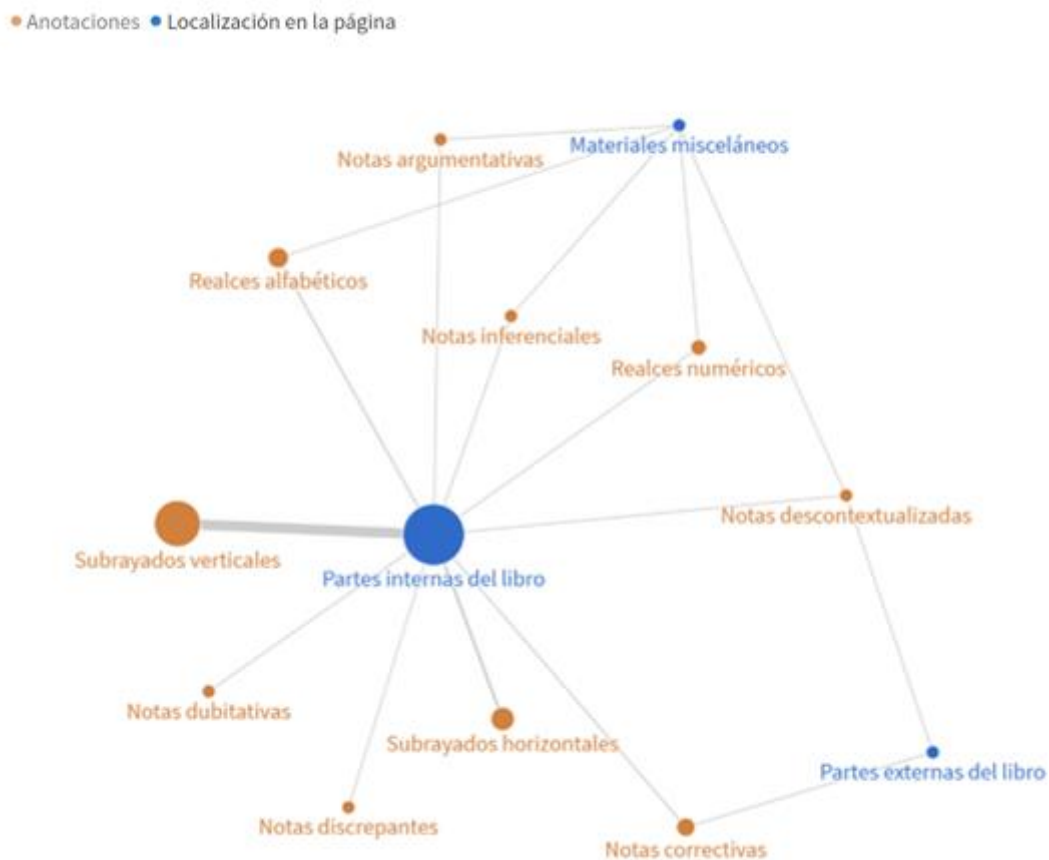 Anotaciones Localización en la página
Materiales misceláneos
Notas argumentativas
Realces alfabéticos
Notas inferenciales
Realces numéricos
Notas descontextualizadas
Subrayados verticales
Partes internas del libro
Notas dubitativas
Subrayados horizontales
Partes externas del libro
Notas discrepantes
Notas correctivas